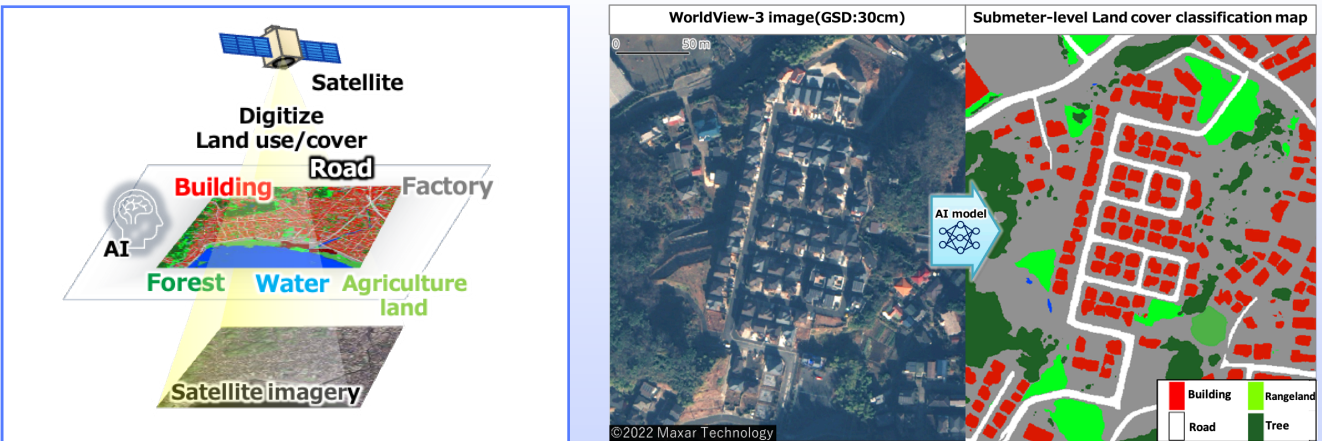 Satellite
Digitize
Land use/cover
Road
Building
Factory
AI
Forest
Water
Agriculture
land
Satellite imagery
WorldView-3 image(GSD:30cm)
Submeter-level Land cover classification map
0 50 m
AI model
Building
Rangeland
Road
Tree
©2022 Maxar Technology